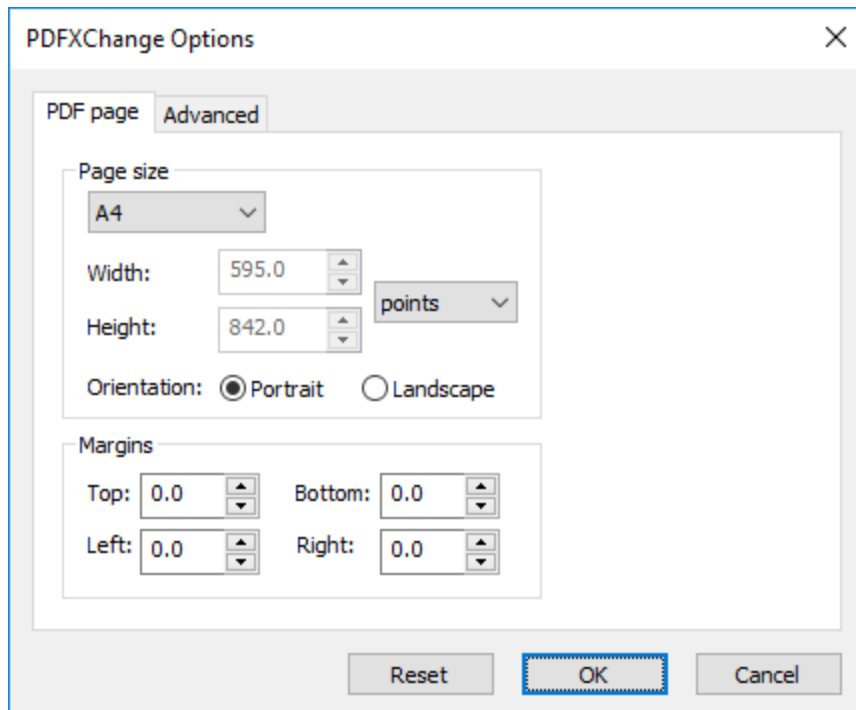 PDFXChange Options
PDF page Advanced
Page size
A4
Width: 595.0
points
Height: 842.0
Orientation: Portrait Landscape
Margins
Top: 0.0 Bottom: 0.0
Left: 0.0 Right: 0.0
Reset OK Cancel